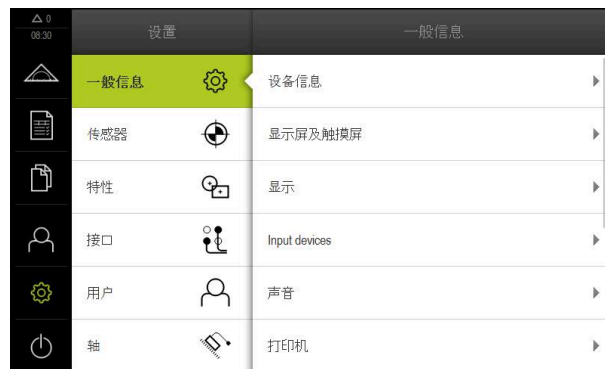 △ 0
08:30
设置
一般信息
一般信息
设备信息
传感器
显示屏及触摸屏
特性
显示
接口
Input devices
用户
声音
轴
打印机